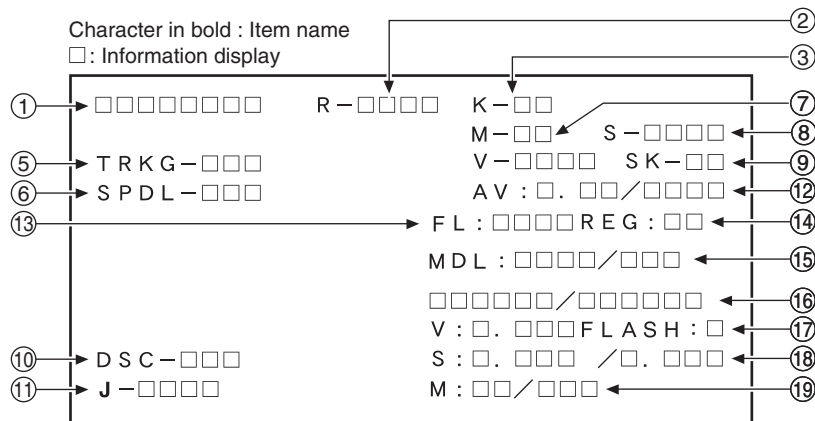 Character in bold : Item name
□ : Information display
②
③
① □□□□□□□□ R–□□□□ K–□□ ⑦
M–□□ S–□□□□ ⑧
⑤ TRKG–□□□ V–□□□□ SK–□□ ⑨
⑥ SPDL–□□□ AV:□.□□/□□□□ ⑫
⑬ FL:□□□□REG:□□ ⑭
MDL:□□□□/□□□ ⑮
□□□□□□/□□□□□□ ⑯
V:□.□□□FLASH:□ ⑰
⑩ DSC–□□□ S:□.□□□ /□.□□□ ⑱
⑪ J–□□□□ M:□□/□□□ ⑲